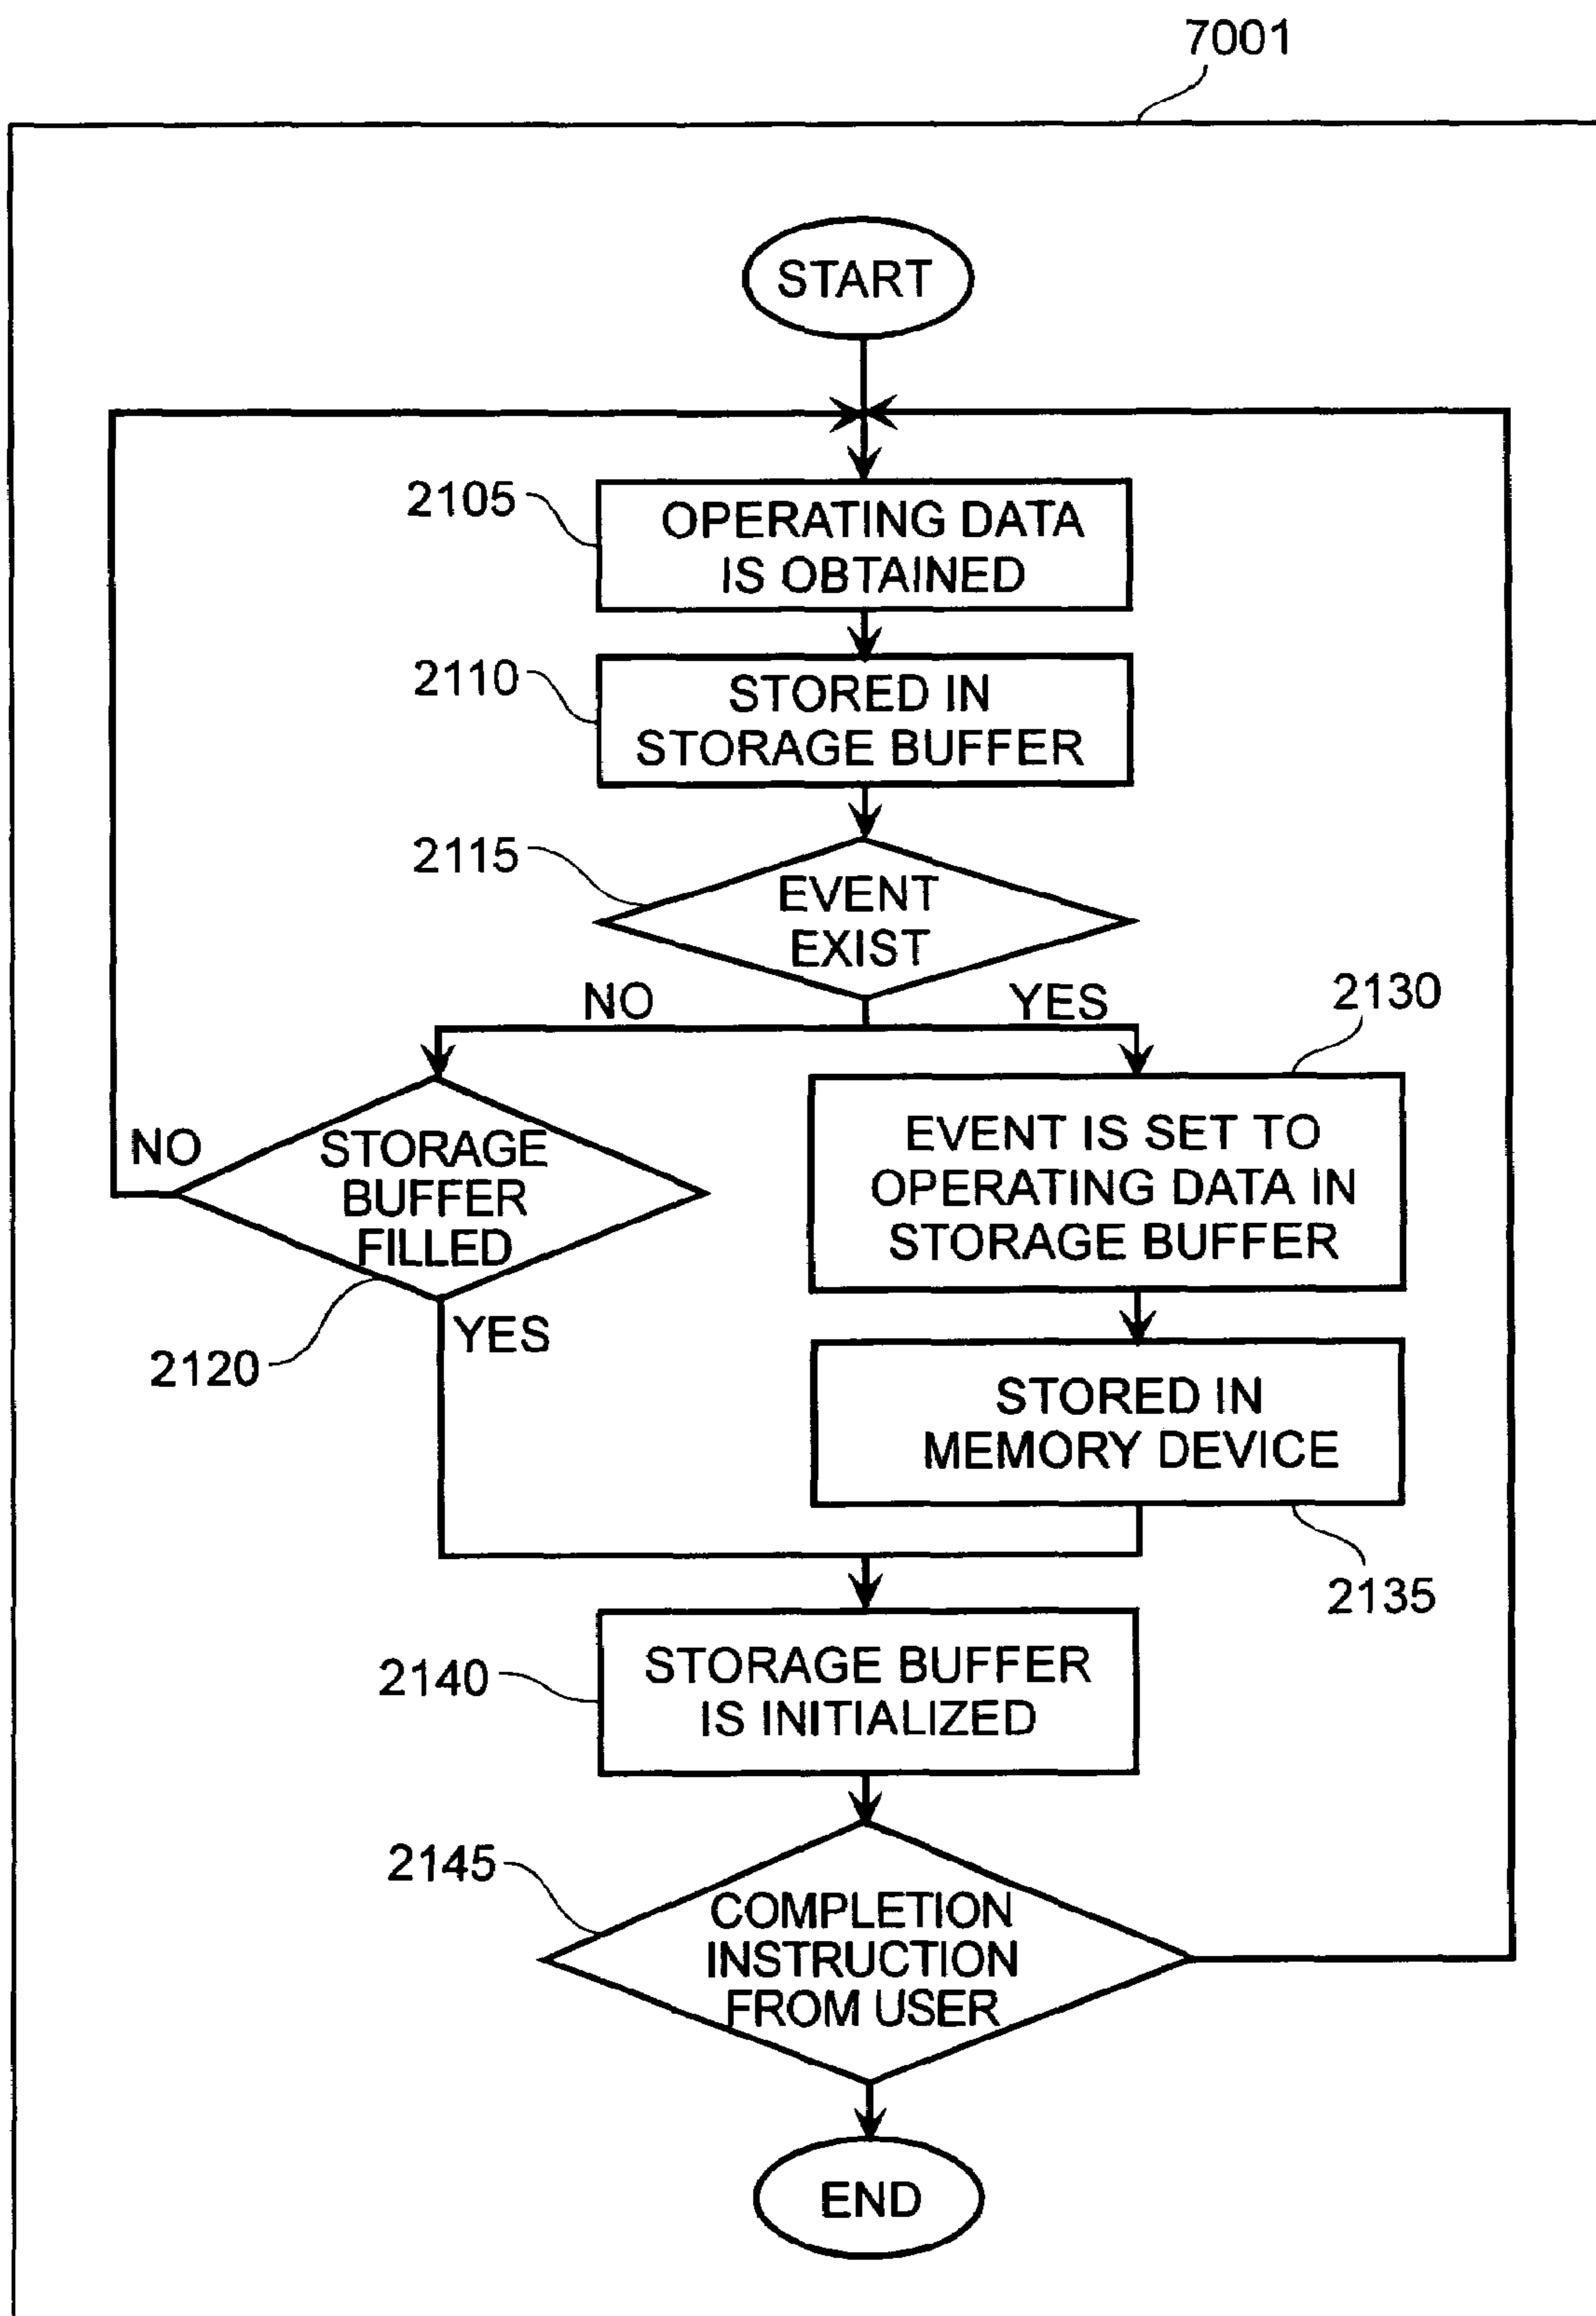 7001
START
2105
OPERATING DATA
IS OBTAINED
2110
STORED IN
STORAGE BUFFER
2115
EVENT
EXIST
NO
YES
2130
NO
STORAGE
BUFFER
FILLED
EVENT IS SET TO
OPERATING DATA IN
STORAGE BUFFER
YES
2120
STORED IN
MEMORY DEVICE
2135
2140
STORAGE BUFFER
IS INITIALIZED
2145
COMPLETION
INSTRUCTION
FROM USER
END